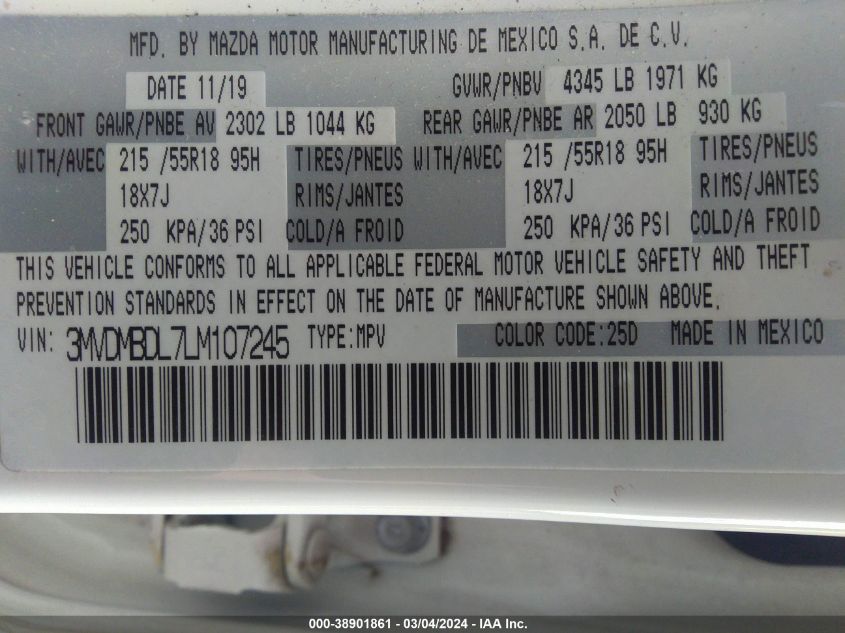 MFD. BY MAZDA MOTOR MANUFACTURING DE MEXICO S.A. DE C.V.
DATE 11/19 GVWR/PNBV 4345 LB 1971 KG
FRONT GAWR/PNBE AV 2302 LB 1044 KG REAR GAWR/PNBE AR 2050 LB 930 KG
WITH/AVEC 215 /55R18 95H TIRES/PNEUS WITH/AVEC 215 /55R18 95H TIRES/PNEUS
18X7J RIMS/JANTES 18X7J RIMS/JANTES
250 KPA/36 PSI COLD/A FROID 250 KPA/36 PSI COLD/A FROID
THIS VEHICLE CONFORMS TO ALL APPLICABLE FEDERAL MOTOR VEHICLE SAFETY AND THEFT
PREVENTION STANDARDS IN EFFECT ON THE DATE OF MANUFACTURE SHOWN ABOVE.
VIN: 3MVDMBDL7LM107245 TYPE:MPV COLOR CODE:25D MADE IN MEXICO
000-38901861 - 03/04/2024 - IAA Inc.